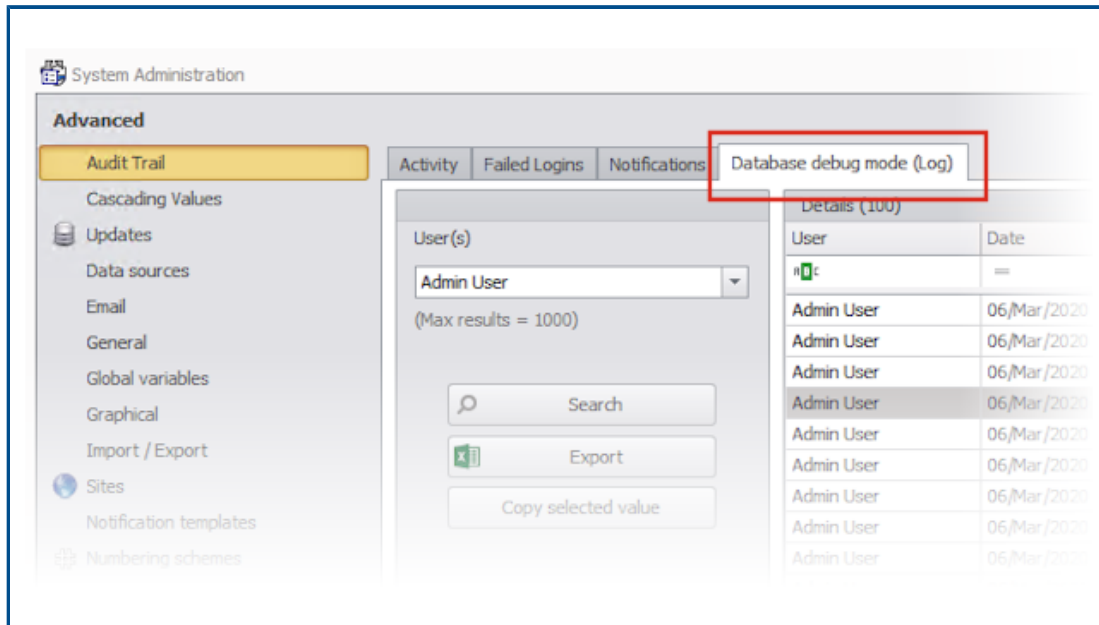 System Administration
Advanced
Audit Trail
Cascading Values
Updates
Data sources
Email
General
Global variables
Graphical
Import / Export
Sites
Notification templates
Numbering schemes
Activity Failed Logins Notifications Database debug mode (Log)
User(s)
Admin User
(Max results = 1000)
Search
Export
Copy selected value
Details (100)
User Date
ABC =
Admin User 06/Mar/2020
Admin User 06/Mar/2020
Admin User 06/Mar/2020
Admin User 06/Mar/2020
Admin User 06/Mar/2020
Admin User 06/Mar/2020
Admin User 06/Mar/2020
Admin User 06/Mar/2020
Admin User 06/Mar/2020